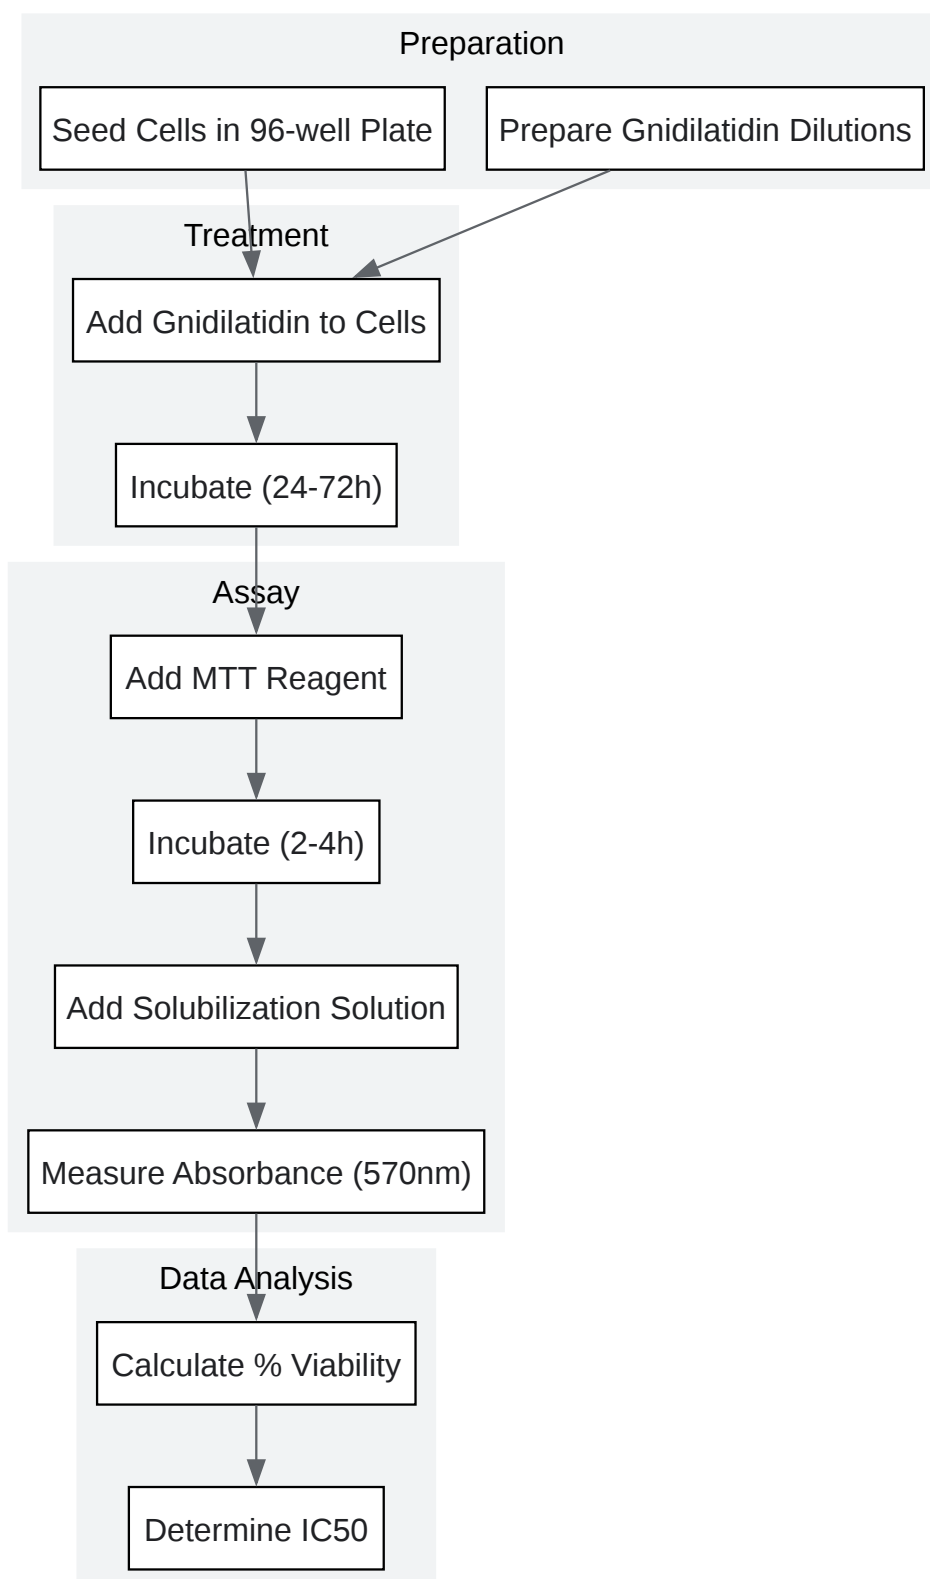 Preparation
Seed Cells in 96-well Plate
Prepare Gnidilatidin Dilutions
Treatment
Add Gnidilatidin to Cells
Incubate (24-72h)
Assay
Add MTT Reagent
Incubate (2-4h)
Add Solubilization Solution
Measure Absorbance (570nm)
Data Analysis
Calculate % Viability
Determine IC50